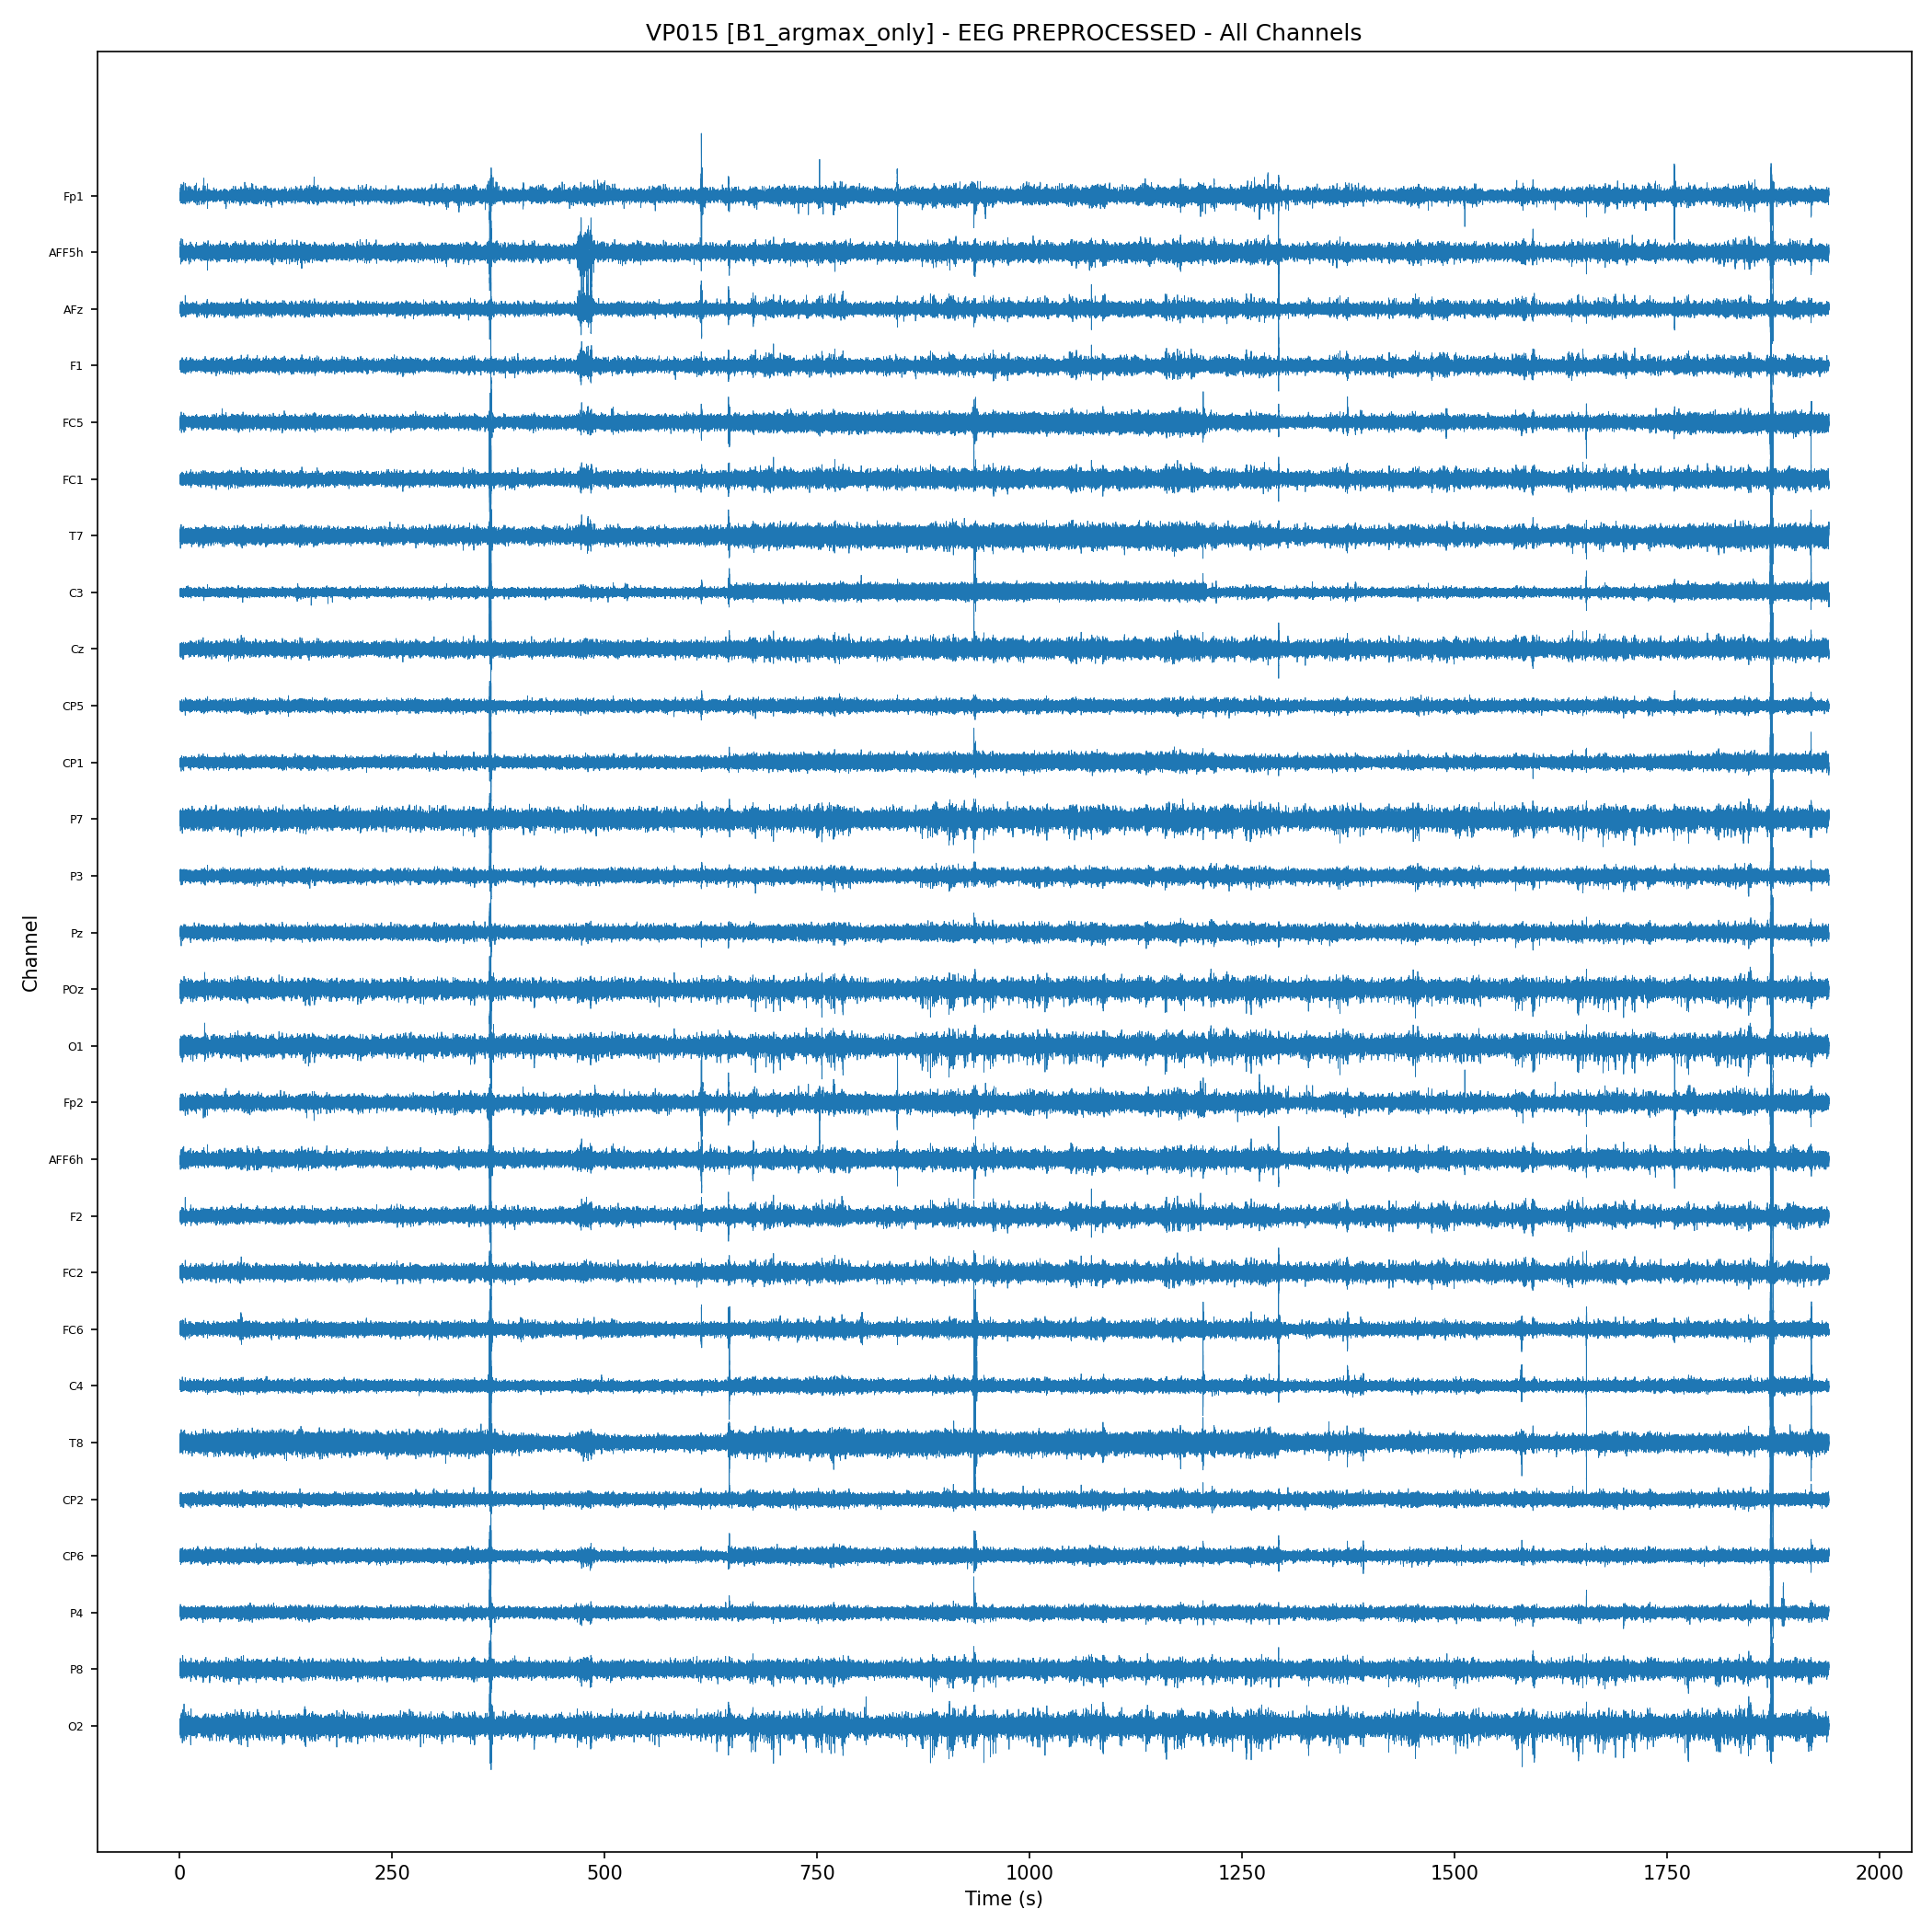 VP015 [B1_argmax_only] - EEG PREPROCESSED - All Channels
Channel
Fp1
AFF5h
AFz
F1
FC5
FC1
T7
C3
Cz
CP5
CP1
P7
P3
Pz
POz
O1
Fp2
AFF6h
F2
FC2
FC6
C4
T8
CP2
CP6
P4
P8
O2
0 250 500 750 1000 1250 1500 1750 2000
Time (s)